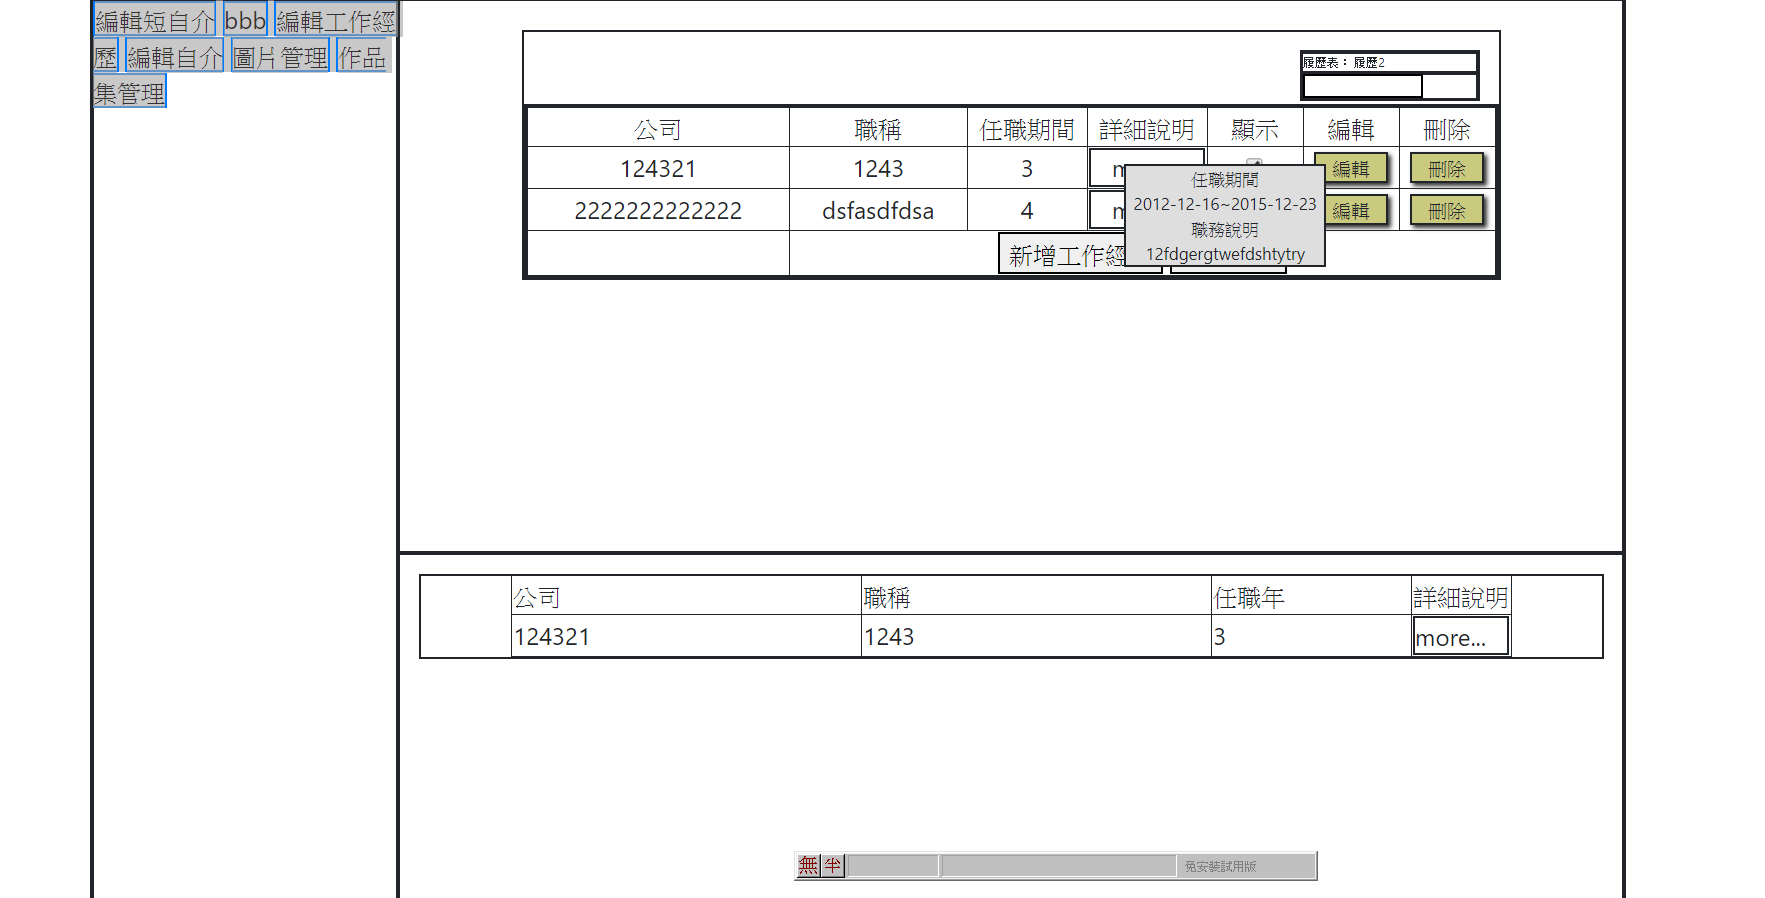 編輯短自介 bbb 編輯工作經
歷 編輯自介 圖片管理 作品
集管理
履歷表： 履歷2
公司 職稱 任職期間 詳細說明 顯示 編輯 刪除
124321 1243 3 m 編輯 刪除
任職期間
2012-12-16~2015-12-23
職務說明
12fdgergtwefdshtytry
2222222222222 dsfasdfdsa 4 m 編輯 刪除
新增工作經
公司 職稱 任職年 詳細說明
124321 1243 3 more...
無 半 免安裝試用版